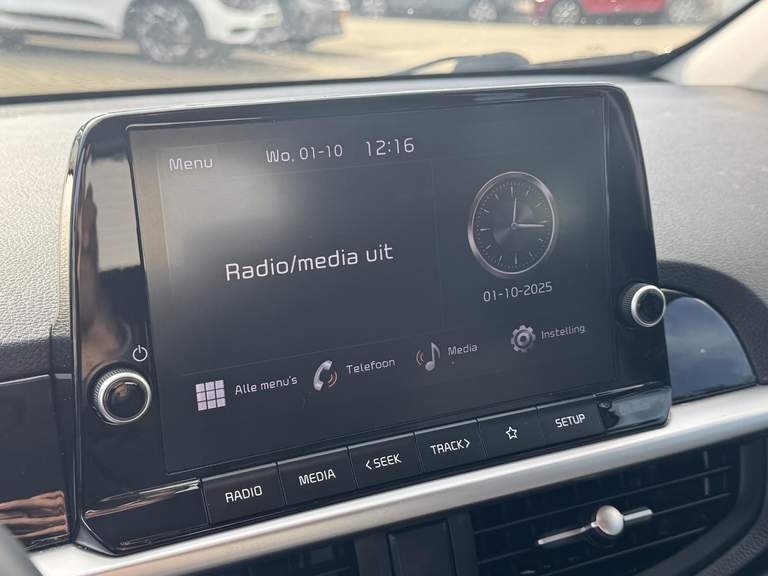 Menu
Wo, 01-10
12:16
Radio/media uit
01-10-2025
Alle menu's
Telefoon
Media
Instelling.
RADIO
MEDIA
<SEEK
TRACK>
SETUP